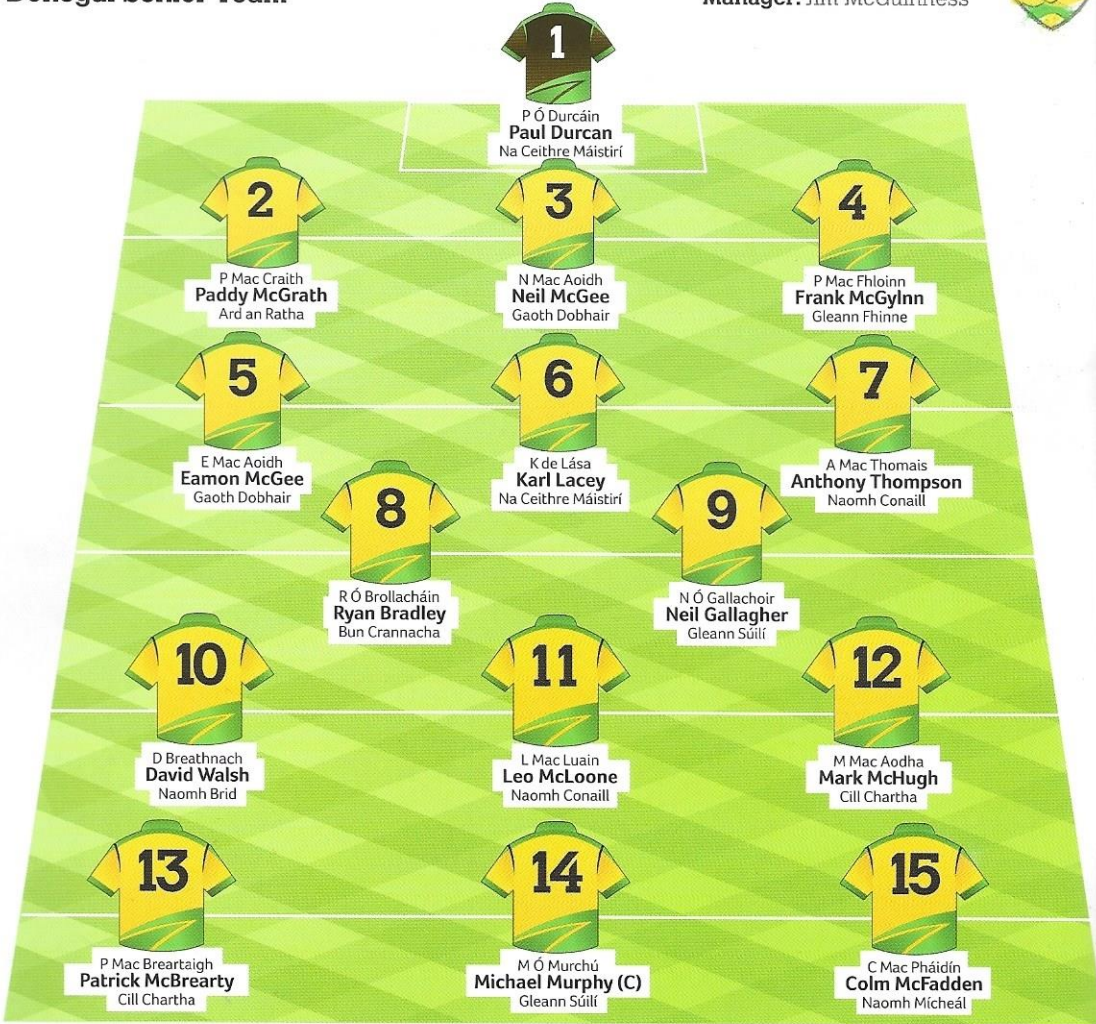 Donegal Senior Team
Manager: Jim McGuinness
1
P Ó Durcáin
Paul Durcan
Na Ceithre Máistirí
2
P Mac Craith
Paddy McGrath
Ard an Ratha
3
N Mac Aoidh
Neil McGee
Gaoth Dobhair
4
P Mac Fhloinn
Frank McGylnn
Gleann Fhinne
5
E Mac Aoidh
Eamon McGee
Gaoth Dobhair
6
K de Lása
Karl Lacey
Na Ceithre Máistirí
7
A Mac Thomais
Anthony Thompson
Naomh Conaill
8
R Ó Brollacháin
Ryan Bradley
Bun Crannacha
9
N Ó Gallachoir
Neil Gallagher
Gleann Súilí
10
D Breathnach
David Walsh
Naomh Brid
11
L Mac Luain
Leo McLoone
Naomh Conaill
12
M Mac Aodha
Mark McHugh
Cill Chartha
13
P Mac Breartaigh
Patrick McBrearty
Cill Chartha
14
M Ó Murchú
Michael Murphy (C)
Gleann Súilí
15
C Mac Pháidín
Colm McFadden
Naomh Mícheál